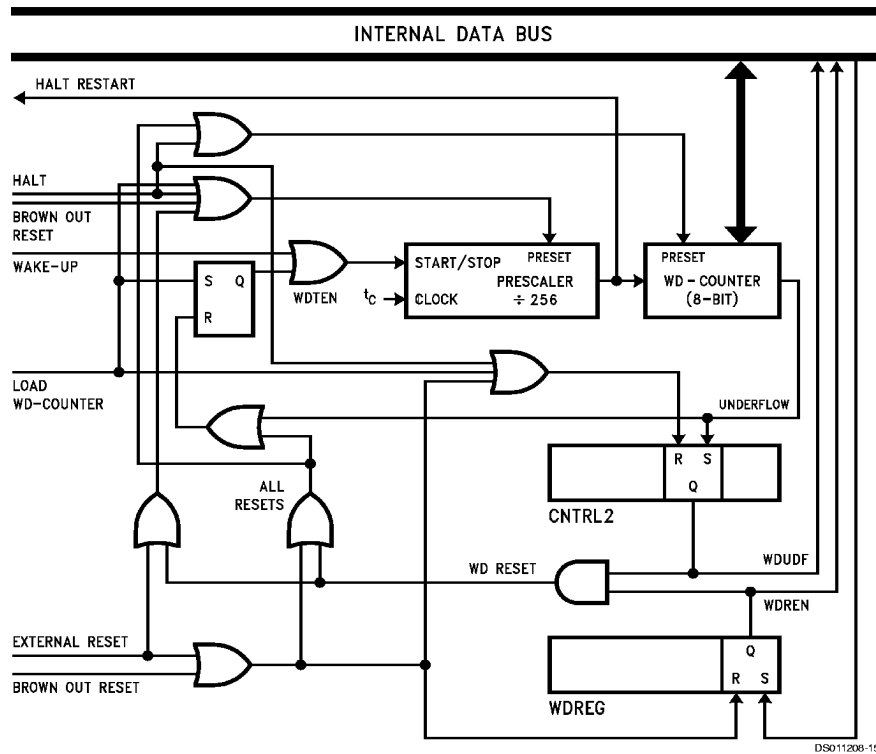 INTERNAL DATA BUS
HALT RESTART
HALT
BROWN OUT
RESET
WAKE-UP
S Q
R
WDTEN
START/STOP
PRESET
PRESCALER
÷ 256
tC
CLOCK
PRESET
WD-COUNTER
(8-BIT)
LOAD
WD-COUNTER
UNDERFLOW
R S
Q
CNTRL2
ALL
RESETS
WD RESET
WDUDF
WDREN
EXTERNAL RESET
BROWN OUT RESET
Q
R S
WDREG
DS011208-15